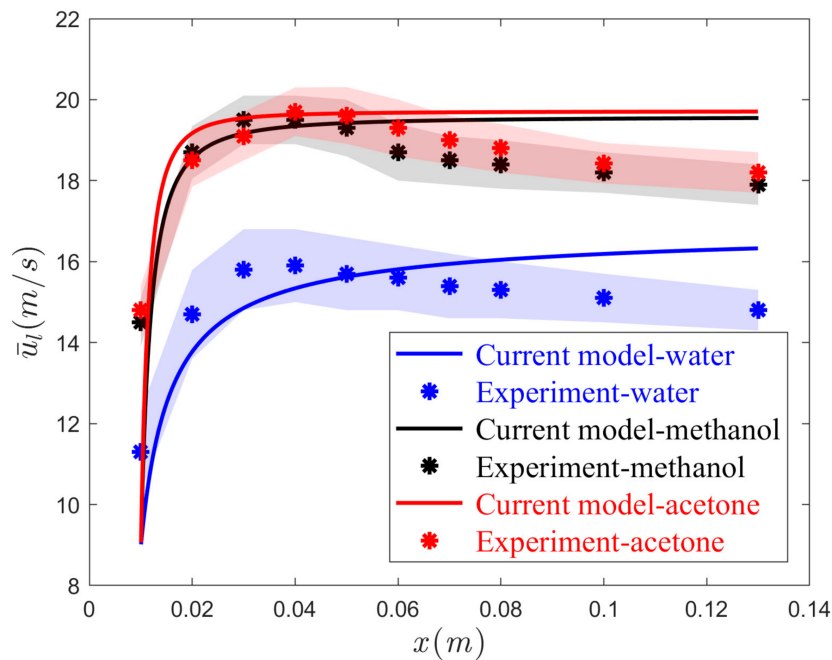 22
20
18
16
14
12
10
8
ū_l(m/s)
Current model-water
Experiment-water
Current model-methanol
Experiment-methanol
Current model-acetone
Experiment-acetone
0 0.02 0.04 0.06 0.08 0.1 0.12 0.14
x(m)